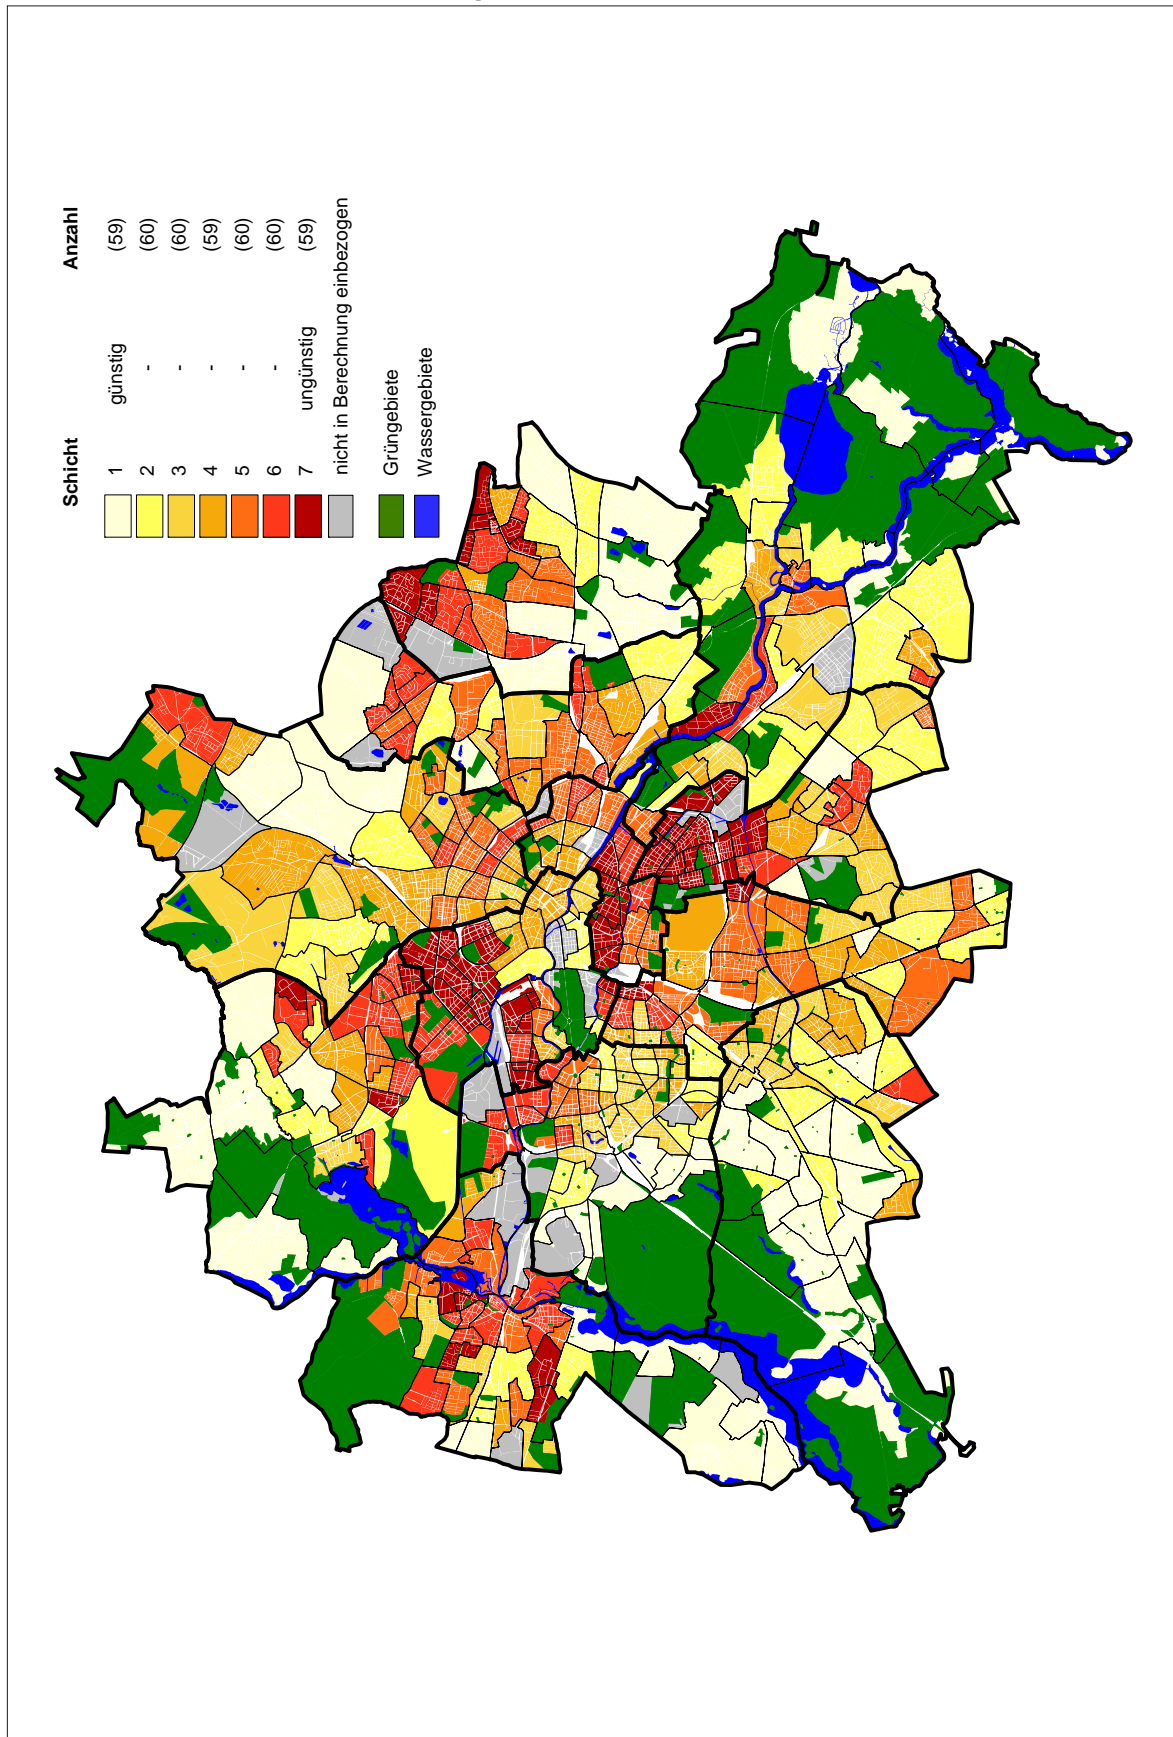 Schicht Anzahl
1 günstig (59)
2 - (60)
3 - (60)
4 - (59)
5 - (60)
6 - (60)
7 ungünstig (59)
nicht in Berechnung einbezogen
Grüngebiete
Wassergebiete